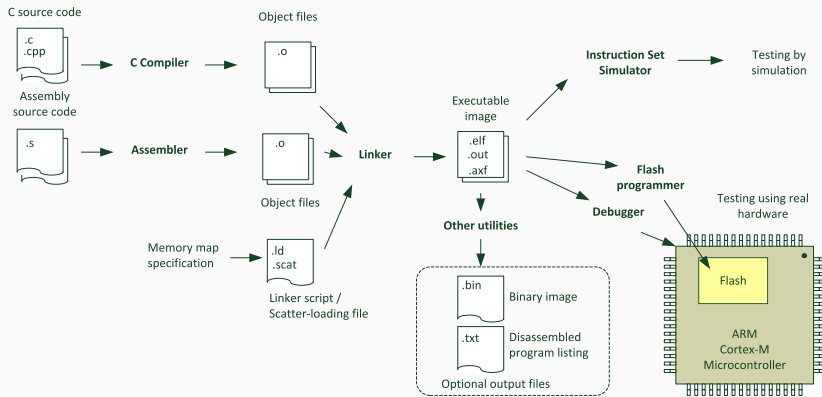 C source code
.c
.cpp
C Compiler
Object files
.o
Assembly
source code
.s
Assembler
.o
Object files
Linker
Memory map
specification
.ld
.scat
Linker script /
Scatter-loading file
Executable
image
.elf
.out
.axf
Instruction Set
Simulator
Testing by
simulation
Flash
programmer
Debugger
Testing using real
hardware
Flash
ARM
Cortex-M
Microcontroller
Other utilities
.bin
Binary image
.txt
Disassembled
program listing
Optional output files